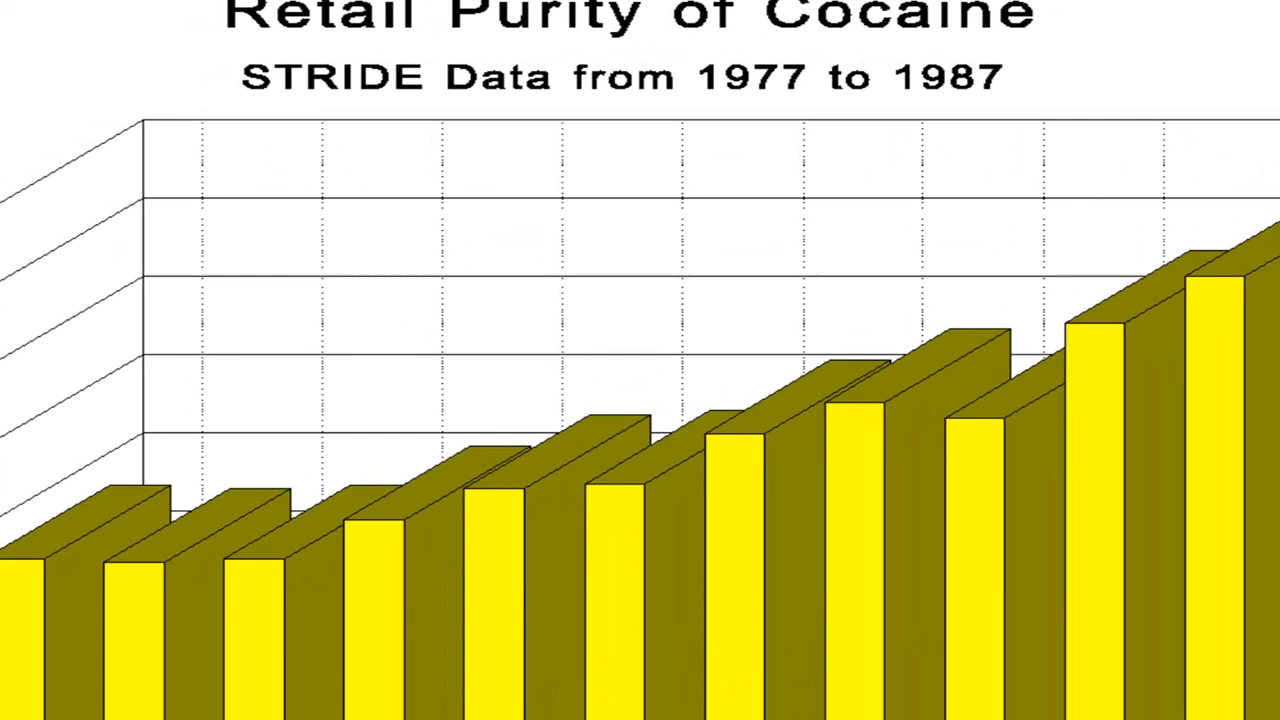 Retail Purity of Cocaine
STRIDE Data from 1977 to 1987